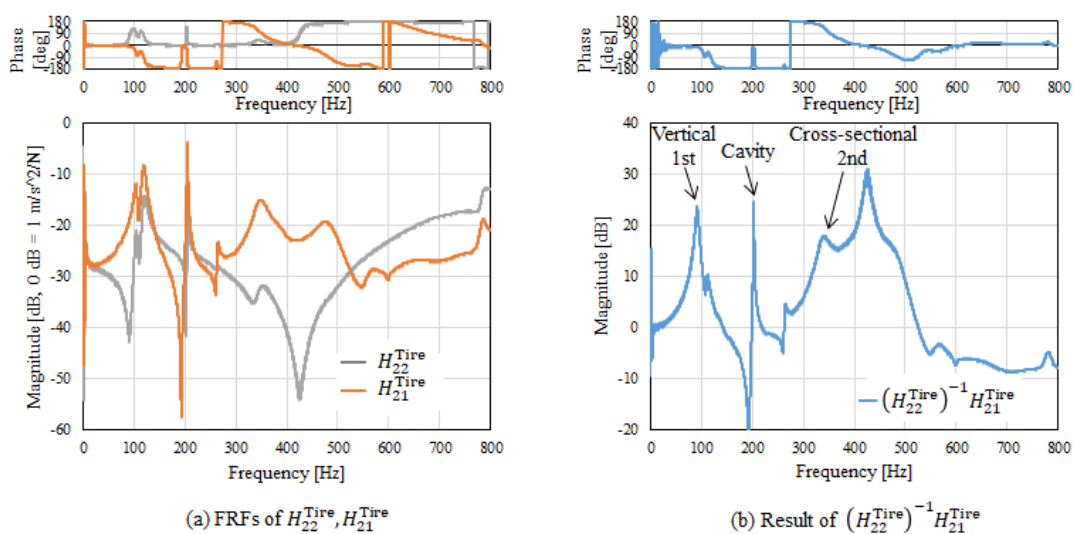 180
90
0
-90
-180
Phase
[deg]
0 100 200 300 400 500 600 700 800
Frequency [Hz]
0
-10
-20
-30
-40
-50
-60
Magnitude [dB, 0 dB = 1 m/s^2/N]
H₂₂ᵀⁱʳᵉ
H₂₁ᵀⁱʳᵉ
0 100 200 300 400 500 600 700 800
Frequency [Hz]
(a) FRFs of H₂₂ᵀⁱʳᵉ, H₂₁ᵀⁱʳᵉ
180
90
0
-90
-180
Phase
[deg]
0 100 200 300 400 500 600 700 800
Frequency [Hz]
40
30
20
10
0
-10
-20
Magnitude [dB]
Vertical
1st
Cavity
Cross-sectional
2nd
(H₂₂ᵀⁱʳᵉ)⁻¹H₂₁ᵀⁱʳᵉ
0 100 200 300 400 500 600 700 800
Frequency [Hz]
(b) Result of (H₂₂ᵀⁱʳᵉ)⁻¹H₂₁ᵀⁱʳᵉ